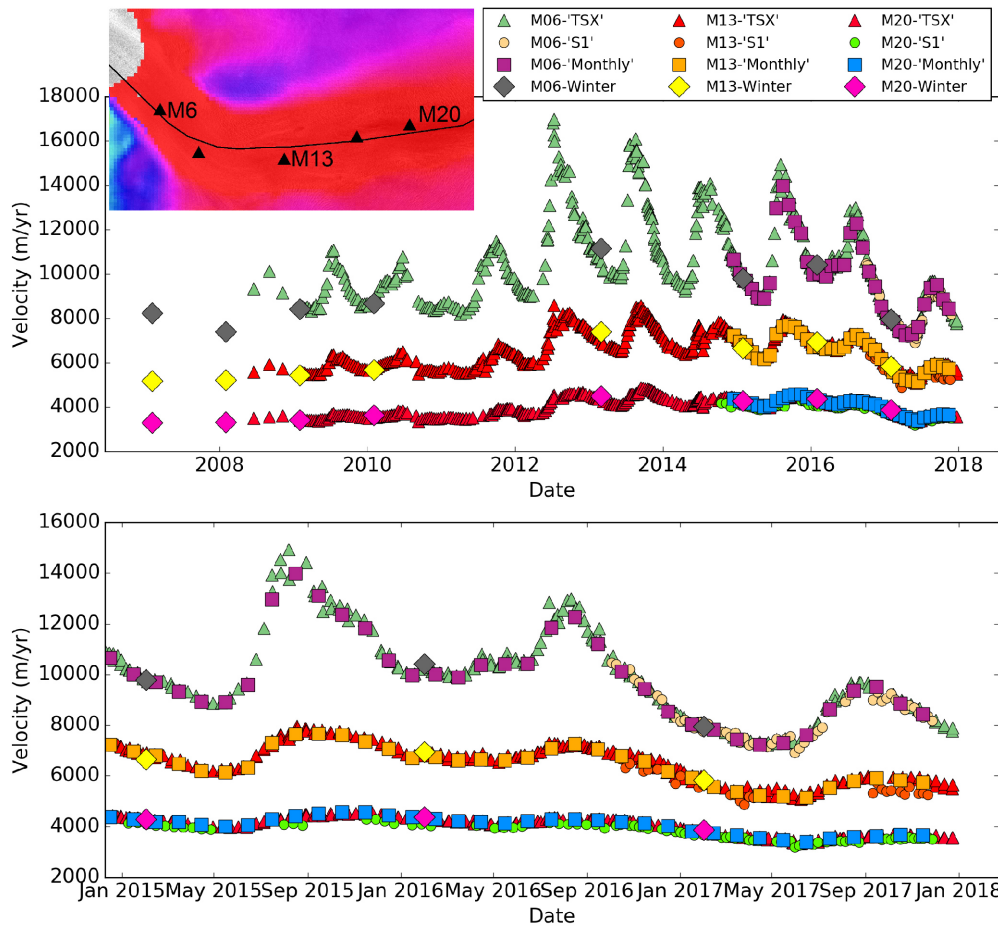 M06-'TSX' M13-'TSX' M20-'TSX'
M06-'S1' M13-'S1' M20-'S1'
M06-'Monthly' M13-'Monthly' M20-'Monthly'
M06-Winter M13-Winter M20-Winter
M6
M20
M13
18000
16000
14000
12000
10000
8000
6000
4000
2000
Velocity (m/yr)
2008 2010 2012 2014 2016 2018
Date
16000
14000
12000
10000
8000
6000
4000
2000
Velocity (m/yr)
Jan 2015 May 2015 Sep 2015 Jan 2016 May 2016 Sep 2016 Jan 2017 May 2017 Sep 2017 Jan 2018
Date